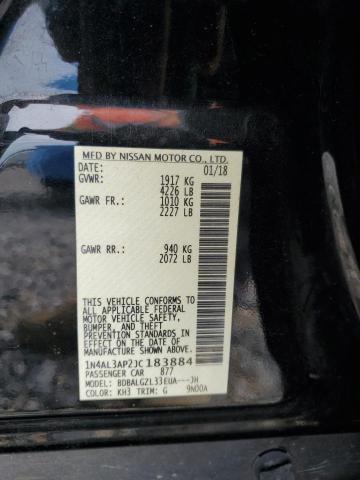 MFD BY NISSAN MOTOR CO., LTD.
DATE: 01/18
GVWR: 1917 KG
4226 LB
GAWR FR. 1010 KG
2227 LB
GAWR RR: 940 KG
2072 LB
THIS VEHICLE CONFORMS TO
ALL APPLICABLE FEDERAL
MOTOR VEHICLE SAFETY,
BUMPER, AND THEFT
PREVENTION STANDARDS IN
EFFECT ON THE DATE OF
MANUFACTURE SHOWN ABOVE.
1N4AL3AP2JC183884
PASSENGER CAR 877
MODEL: BDBALGZL33EUA---JH
COLOR: KH3 TRIM: G 9N00A